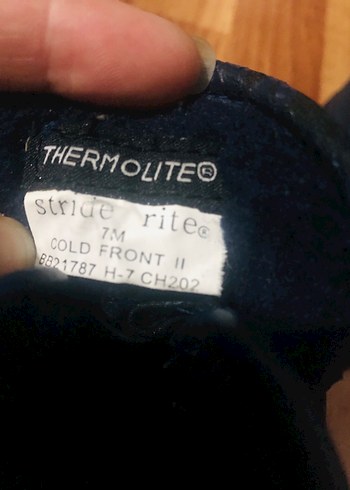 THERMOLITE®
stride rite®
7M
COLD FRONT II
8821787 H-7 CH202